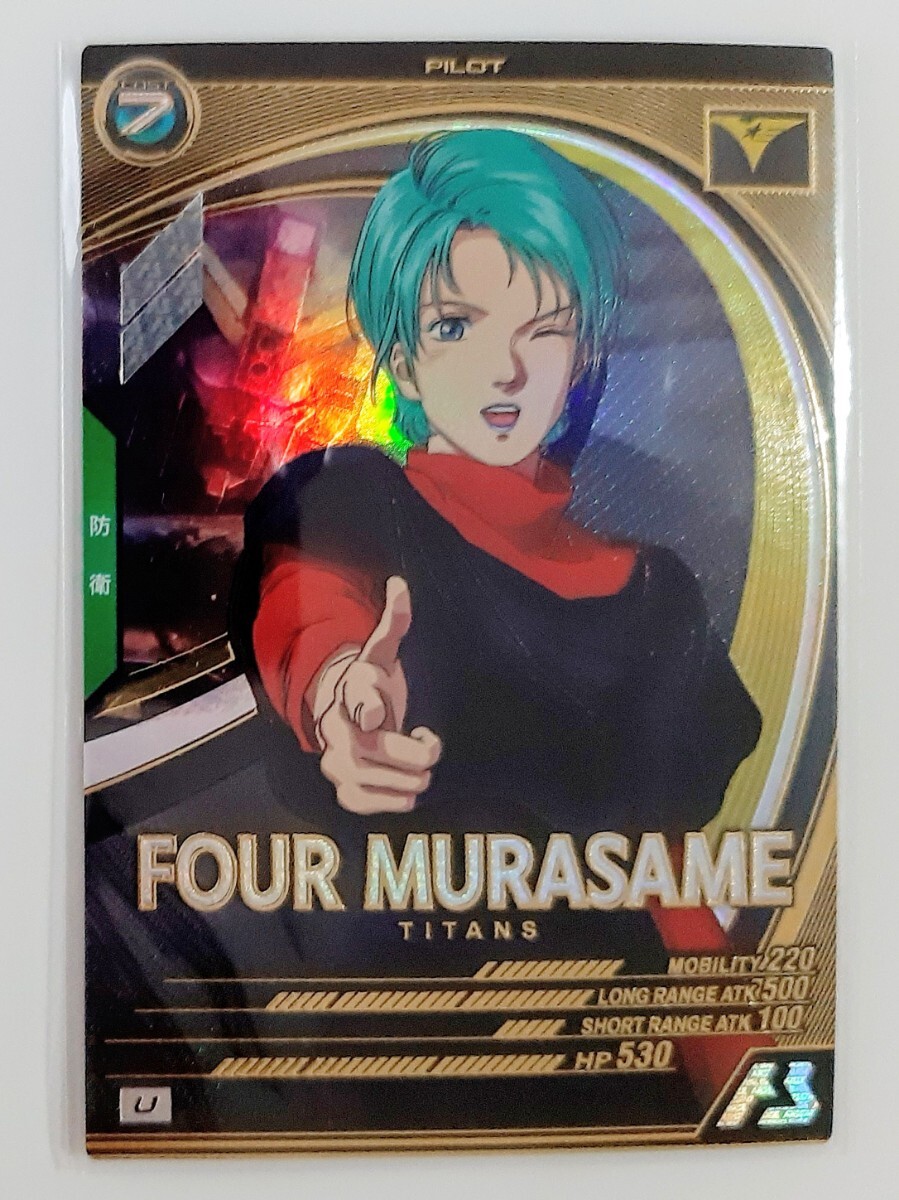 PILOT
COST
7
防衛
FOUR MURASAME
TITANS
MOBILITY 220
LONG RANGE ATK 500
SHORT RANGE ATK 100
HP 530
U